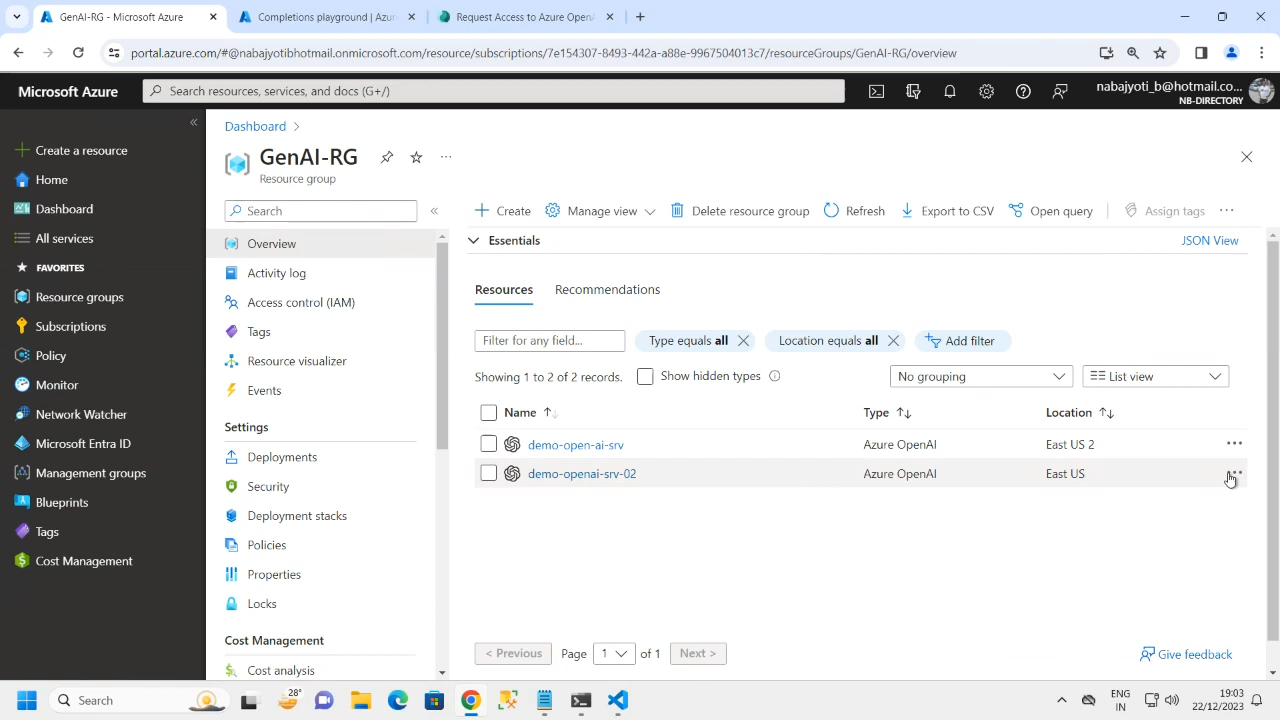 GenAI-RG - Microsoft Azure
Completions playground | Azur
Request Access to Azure OpenA
portal.azure.com/#@nabajyotibhotmail.onmicrosoft.com/resource/subscriptions/7e154307-8493-442a-a88e-9967504013c7/resourceGroups/GenAI-RG/overview
Microsoft Azure
Search resources, services, and docs (G+/)
nabajyoti_b@hotmail.co...
NB-DIRECTORY
Create a resource
Home
Dashboard
All services
FAVORITES
Resource groups
Subscriptions
Policy
Monitor
Network Watcher
Microsoft Entra ID
Management groups
Blueprints
Tags
Cost Management
Dashboard
GenAI-RG
Resource group
Search
Overview
Activity log
Access control (IAM)
Tags
Resource visualizer
Events
Settings
Deployments
Security
Deployment stacks
Policies
Properties
Locks
Cost Management
Cost analysis
Create Manage view Delete resource group Refresh Export to CSV Open query Assign tags
Essentials JSON View
Resources Recommendations
Filter for any field... Type equals all Location equals all Add filter
Showing 1 to 2 of 2 records. Show hidden types No grouping List view
Name Type Location
demo-open-ai-srv Azure OpenAI East US 2
demo-openai-srv-02 Azure OpenAI East US
< Previous Page 1 of 1 Next > Give feedback
Search 28° ENG 19:03
IN 22/12/2023